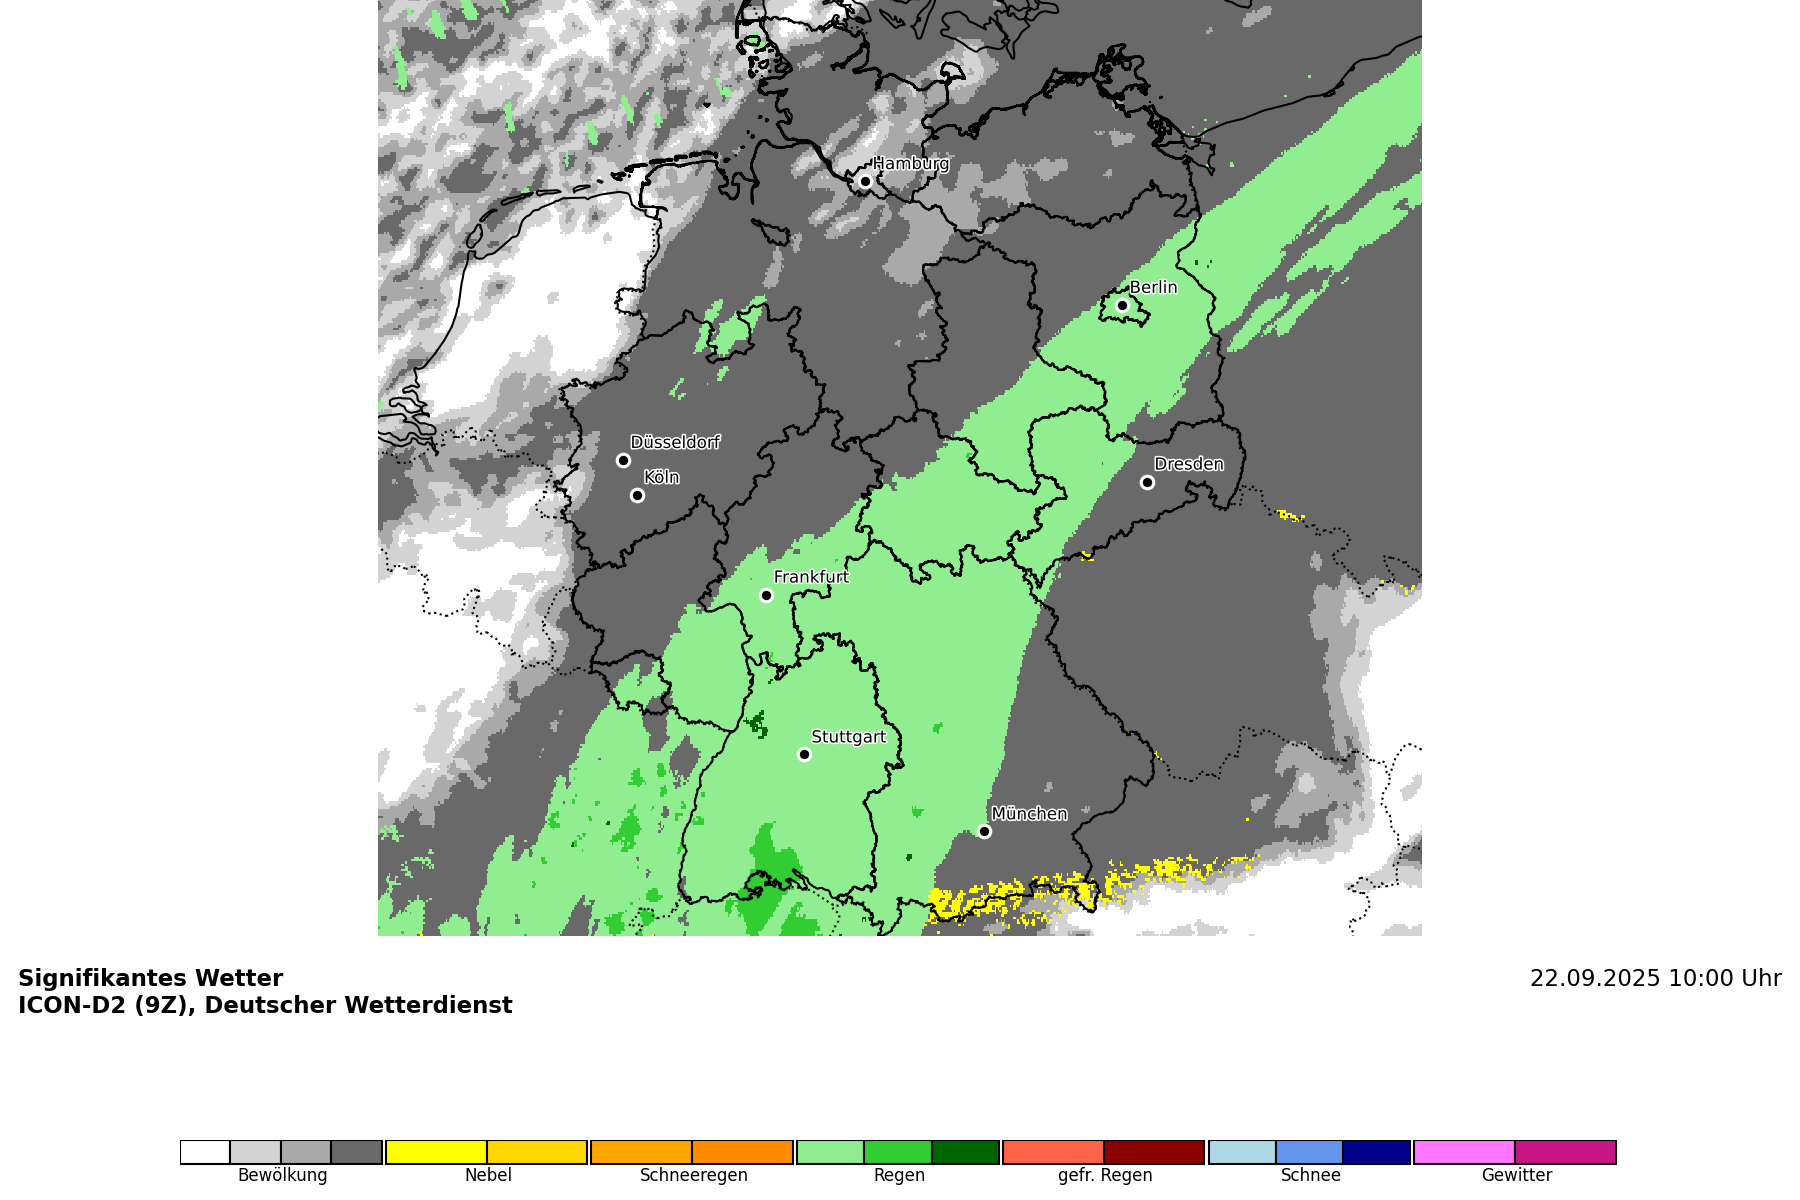 Hamburg
Berlin
Düsseldorf
Köln
Dresden
Frankfurt
Stuttgart
München
Signifikantes Wetter
22.09.2025 10:00 Uhr
ICON-D2 (9Z), Deutscher Wetterdienst
Bewölkung
Nebel
Schneeregen
Regen
gefr. Regen
Schnee
Gewitter